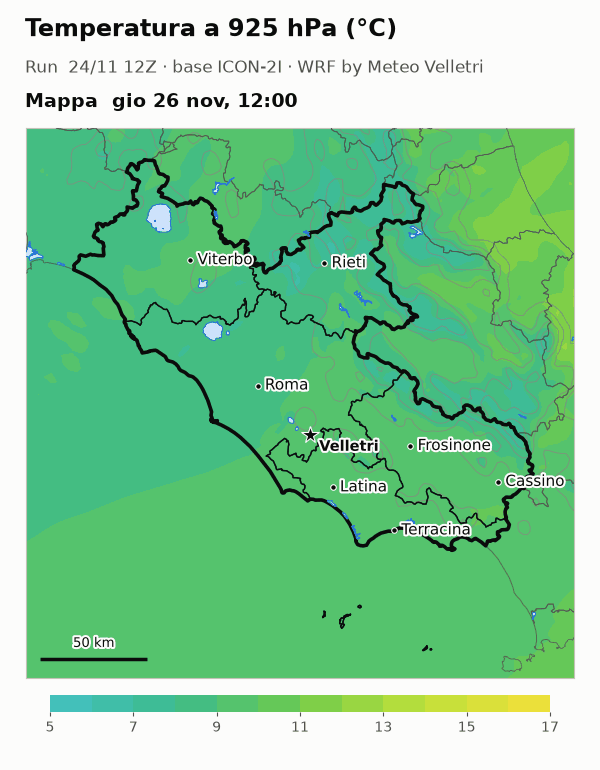 Temperatura a 925 hPa (°C)
Run  24/11 12Z · base ICON-2I · WRF by Meteo Velletri
Mappa  gio 26 nov, 12:00
Viterbo
Rieti
Roma
Velletri
Frosinone
Cassino
Latina
Terracina
50 km
5 7 9 11 13 15 17